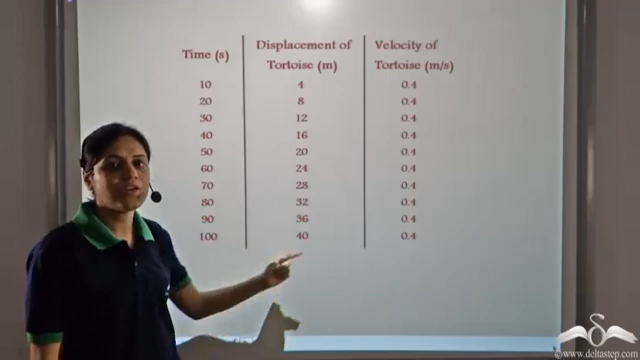 Time (s) Displacement of Tortoise (m) Velocity of Tortoise (m/s)
10 4 0.4
20 8 0.4
30 12 0.4
40 16 0.4
50 20 0.4
60 24 0.4
70 28 0.4
80 32 0.4
90 36 0.4
100 40 0.4
©www.deltastep.com